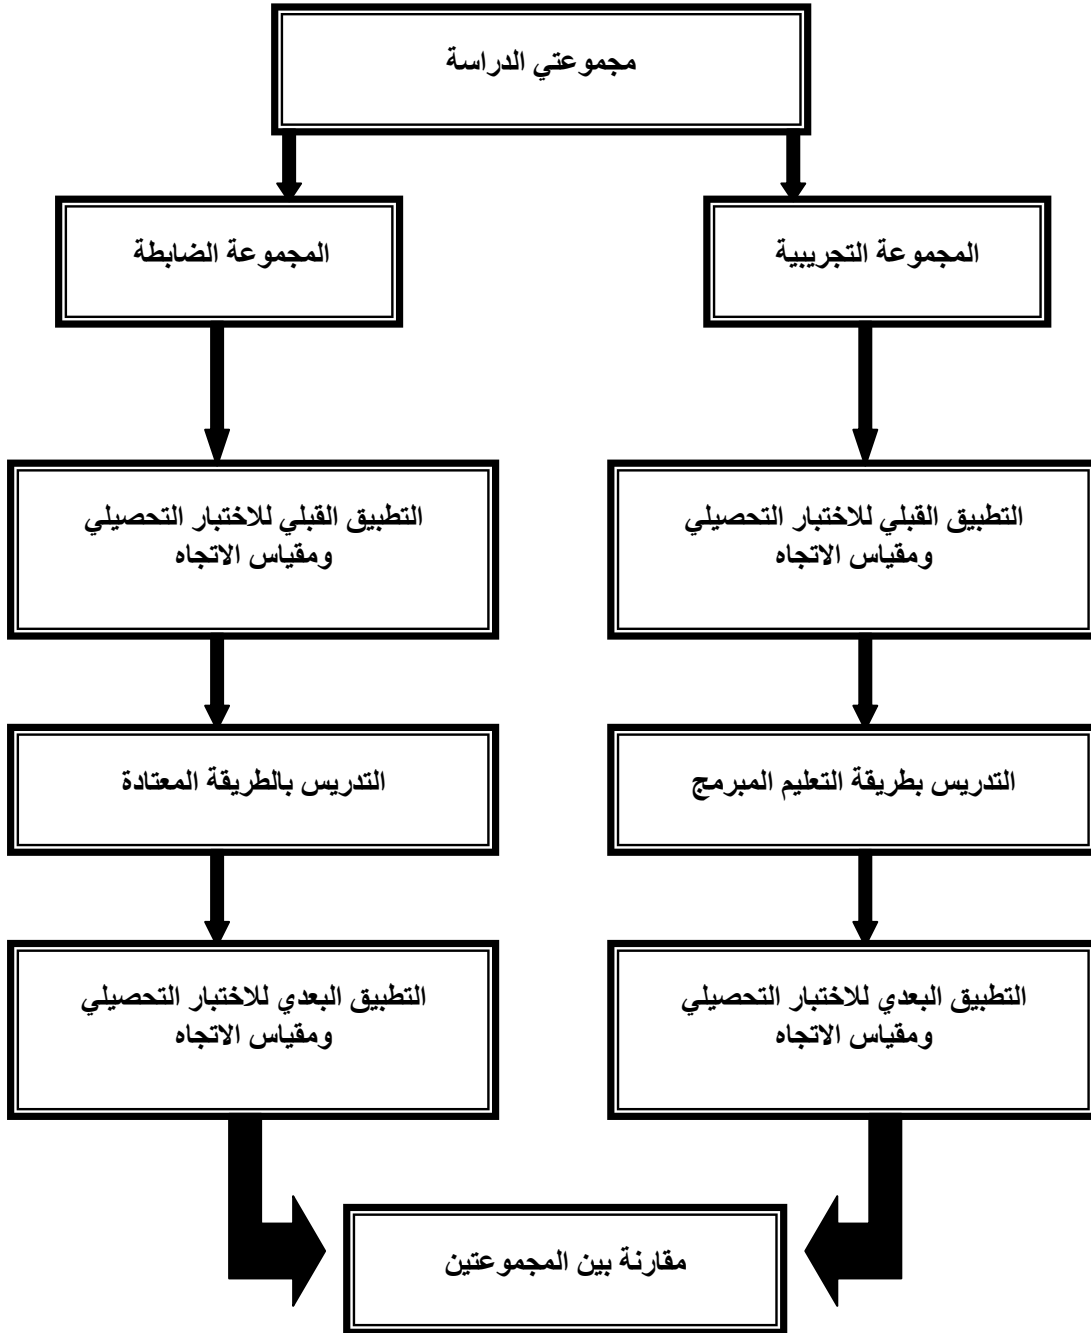 مجموعتي الدراسة
المجموعة التجريبية
المجموعة الضابطة
التطبيق القبلي للاختبار التحصيلي
ومقياس الاتجاه
التطبيق القبلي للاختبار التحصيلي
ومقياس الاتجاه
التدريس بطريقة التعليم المبرمج
التدريس بالطريقة المعتادة
التطبيق البعدي للاختبار التحصيلي
ومقياس الاتجاه
التطبيق البعدي للاختبار التحصيلي
ومقياس الاتجاه
مقارنة بين المجموعتين